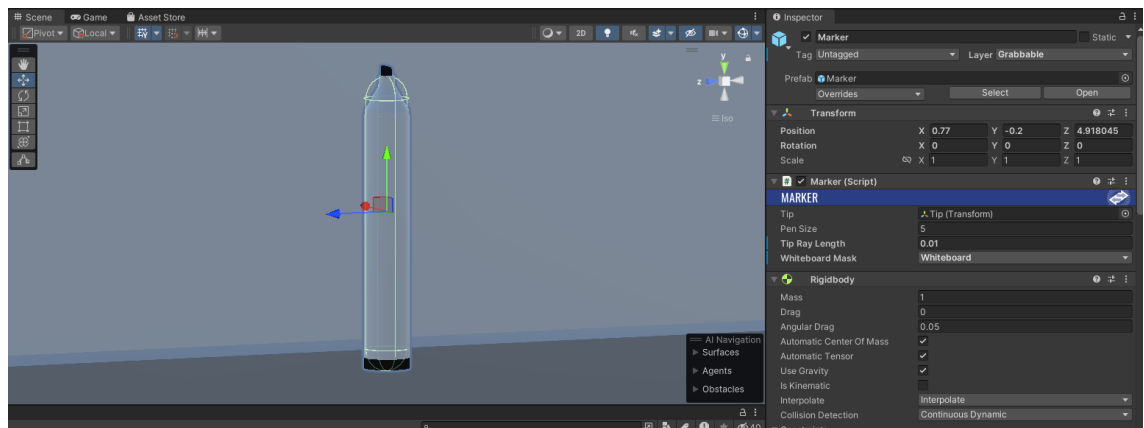 Scene Game Asset Store
Pivot Local 2D
y
z
Iso
AI Navigation
Surfaces
Agents
Obstacles
40
Inspector
Marker Static
Tag Untagged Layer Grabbable
Prefab Marker
Overrides Select Open
Transform
Position X 0.77 Y -0.2 Z 4.918045
Rotation X 0 Y 0 Z 0
Scale X 1 Y 1 Z 1
# Marker (Script)
MARKER
Tip Tip (Transform)
Pen Size 5
Tip Ray Length 0.01
Whiteboard Mask Whiteboard
Rigidbody
Mass 1
Drag 0
Angular Drag 0.05
Automatic Center Of Mass
Automatic Tensor
Use Gravity
Is Kinematic
Interpolate Interpolate
Collision Detection Continuous Dynamic